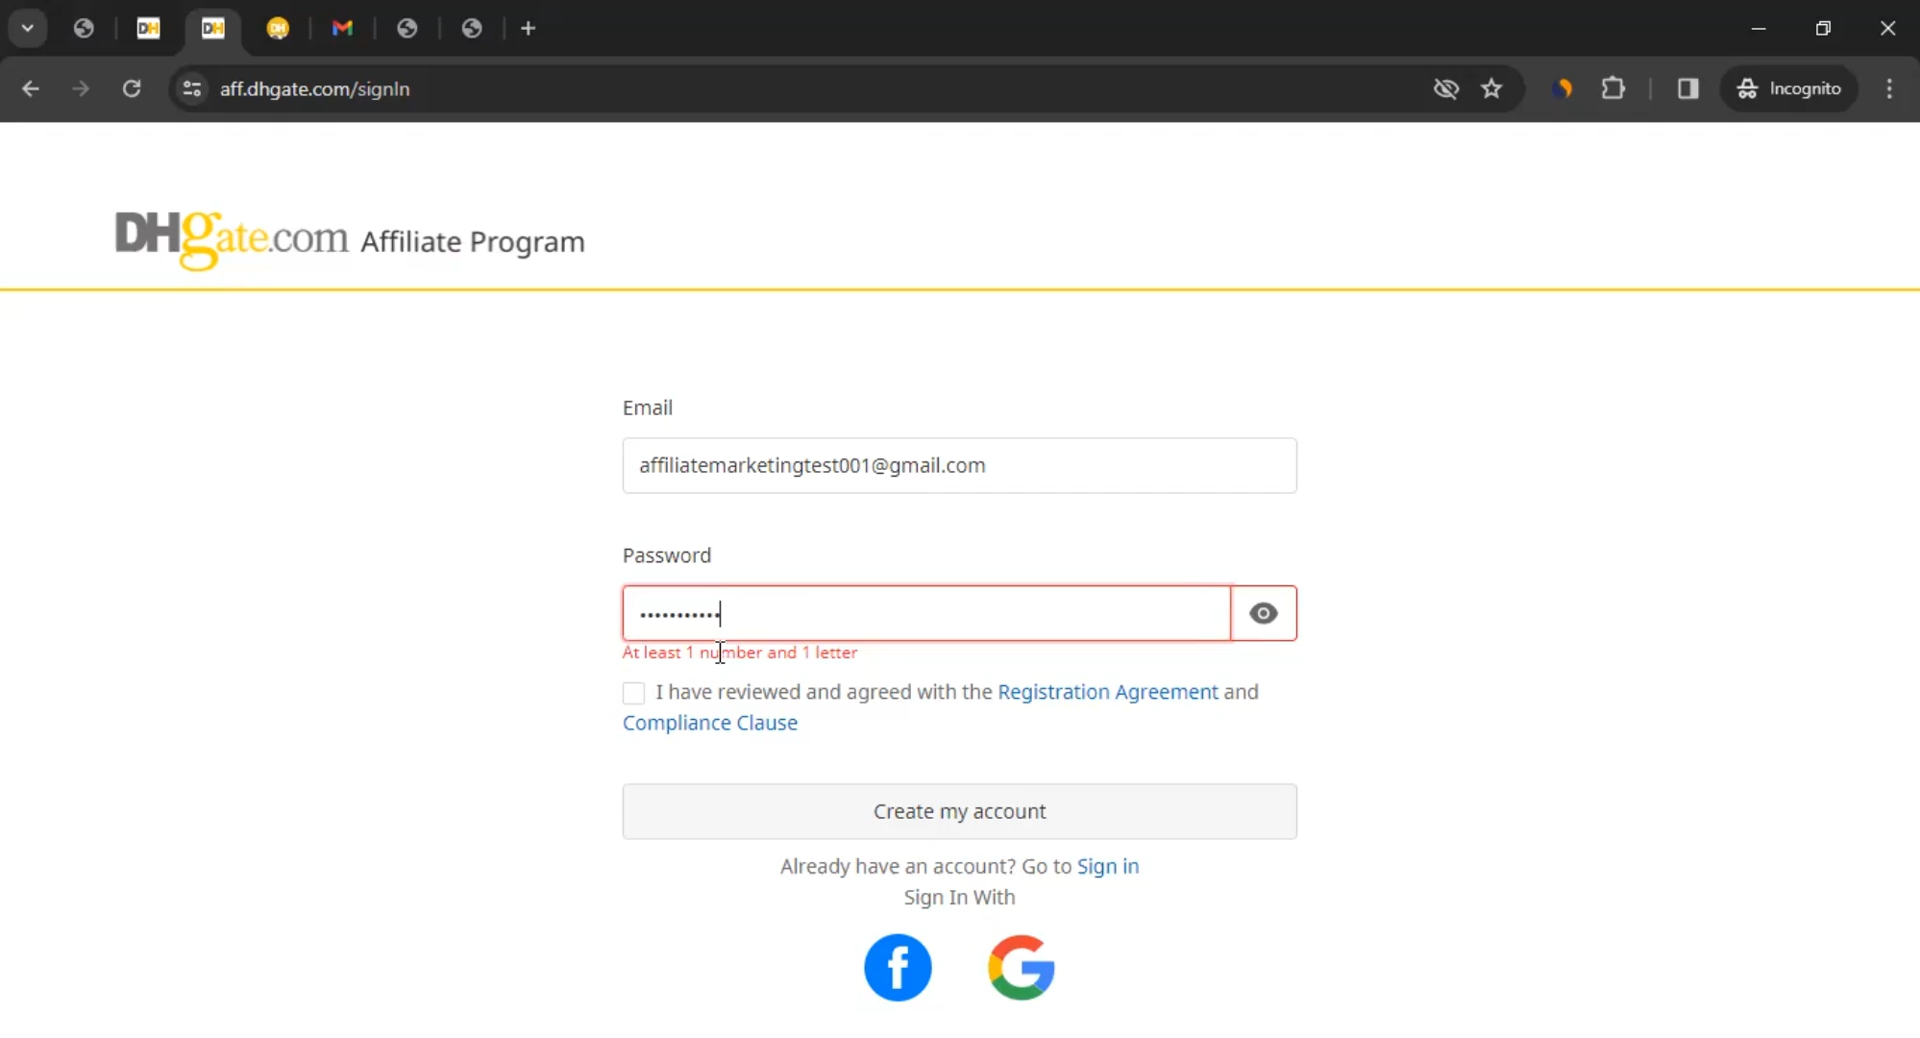 aff.dhgate.com/signIn
Incognito
DHgate.com Affiliate Program
Email
affiliatemarketingtest001@gmail.com
Password
•••••••••••
At least 1 number and 1 letter
I have reviewed and agreed with the Registration Agreement and
Compliance Clause
Create my account
Already have an account? Go to Sign in
Sign In With